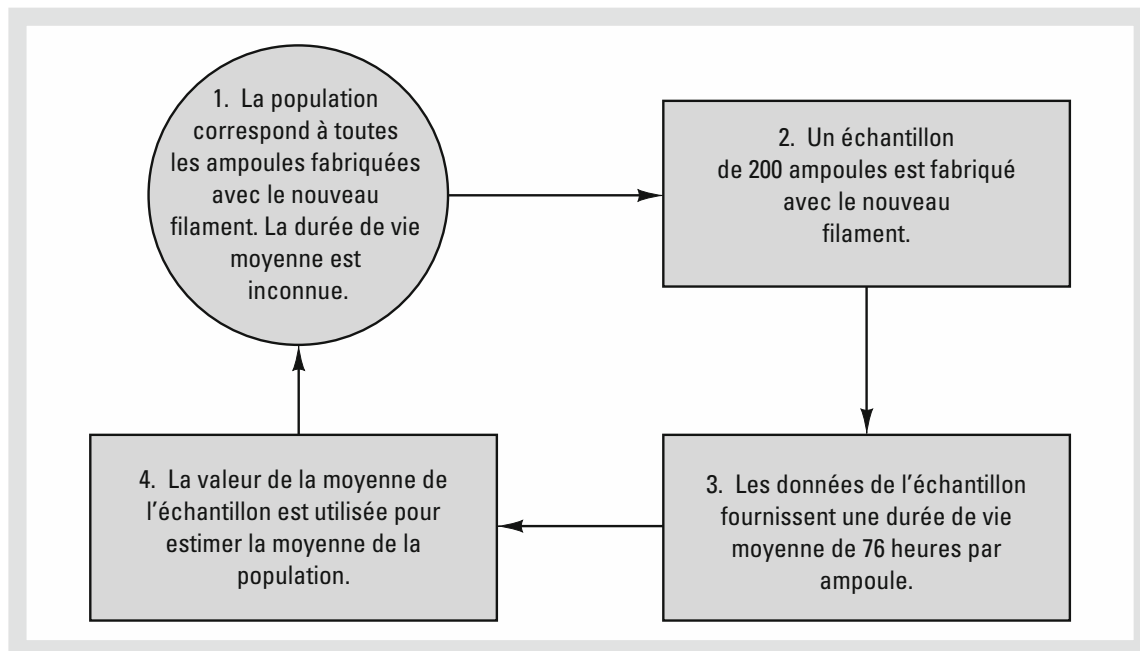 1. La population
correspond à toutes
les ampoules fabriquées
avec le nouveau
filament. La durée de vie
moyenne est
inconnue.
2. Un échantillon
de 200 ampoules est fabriqué
avec le nouveau
filament.
3. Les données de l'échantillon
fournissent une durée de vie
moyenne de 76 heures par
ampoule.
4. La valeur de la moyenne de
l'échantillon est utilisée pour
estimer la moyenne de la
population.